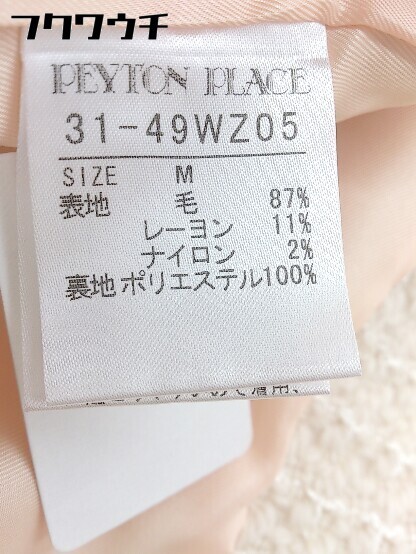 フクワウチ
PEYTON PLACE
31-49WZ05
SIZE M
表地 毛 87%
レーヨン 11%
ナイロン 2%
裏地 ポリエステル100%